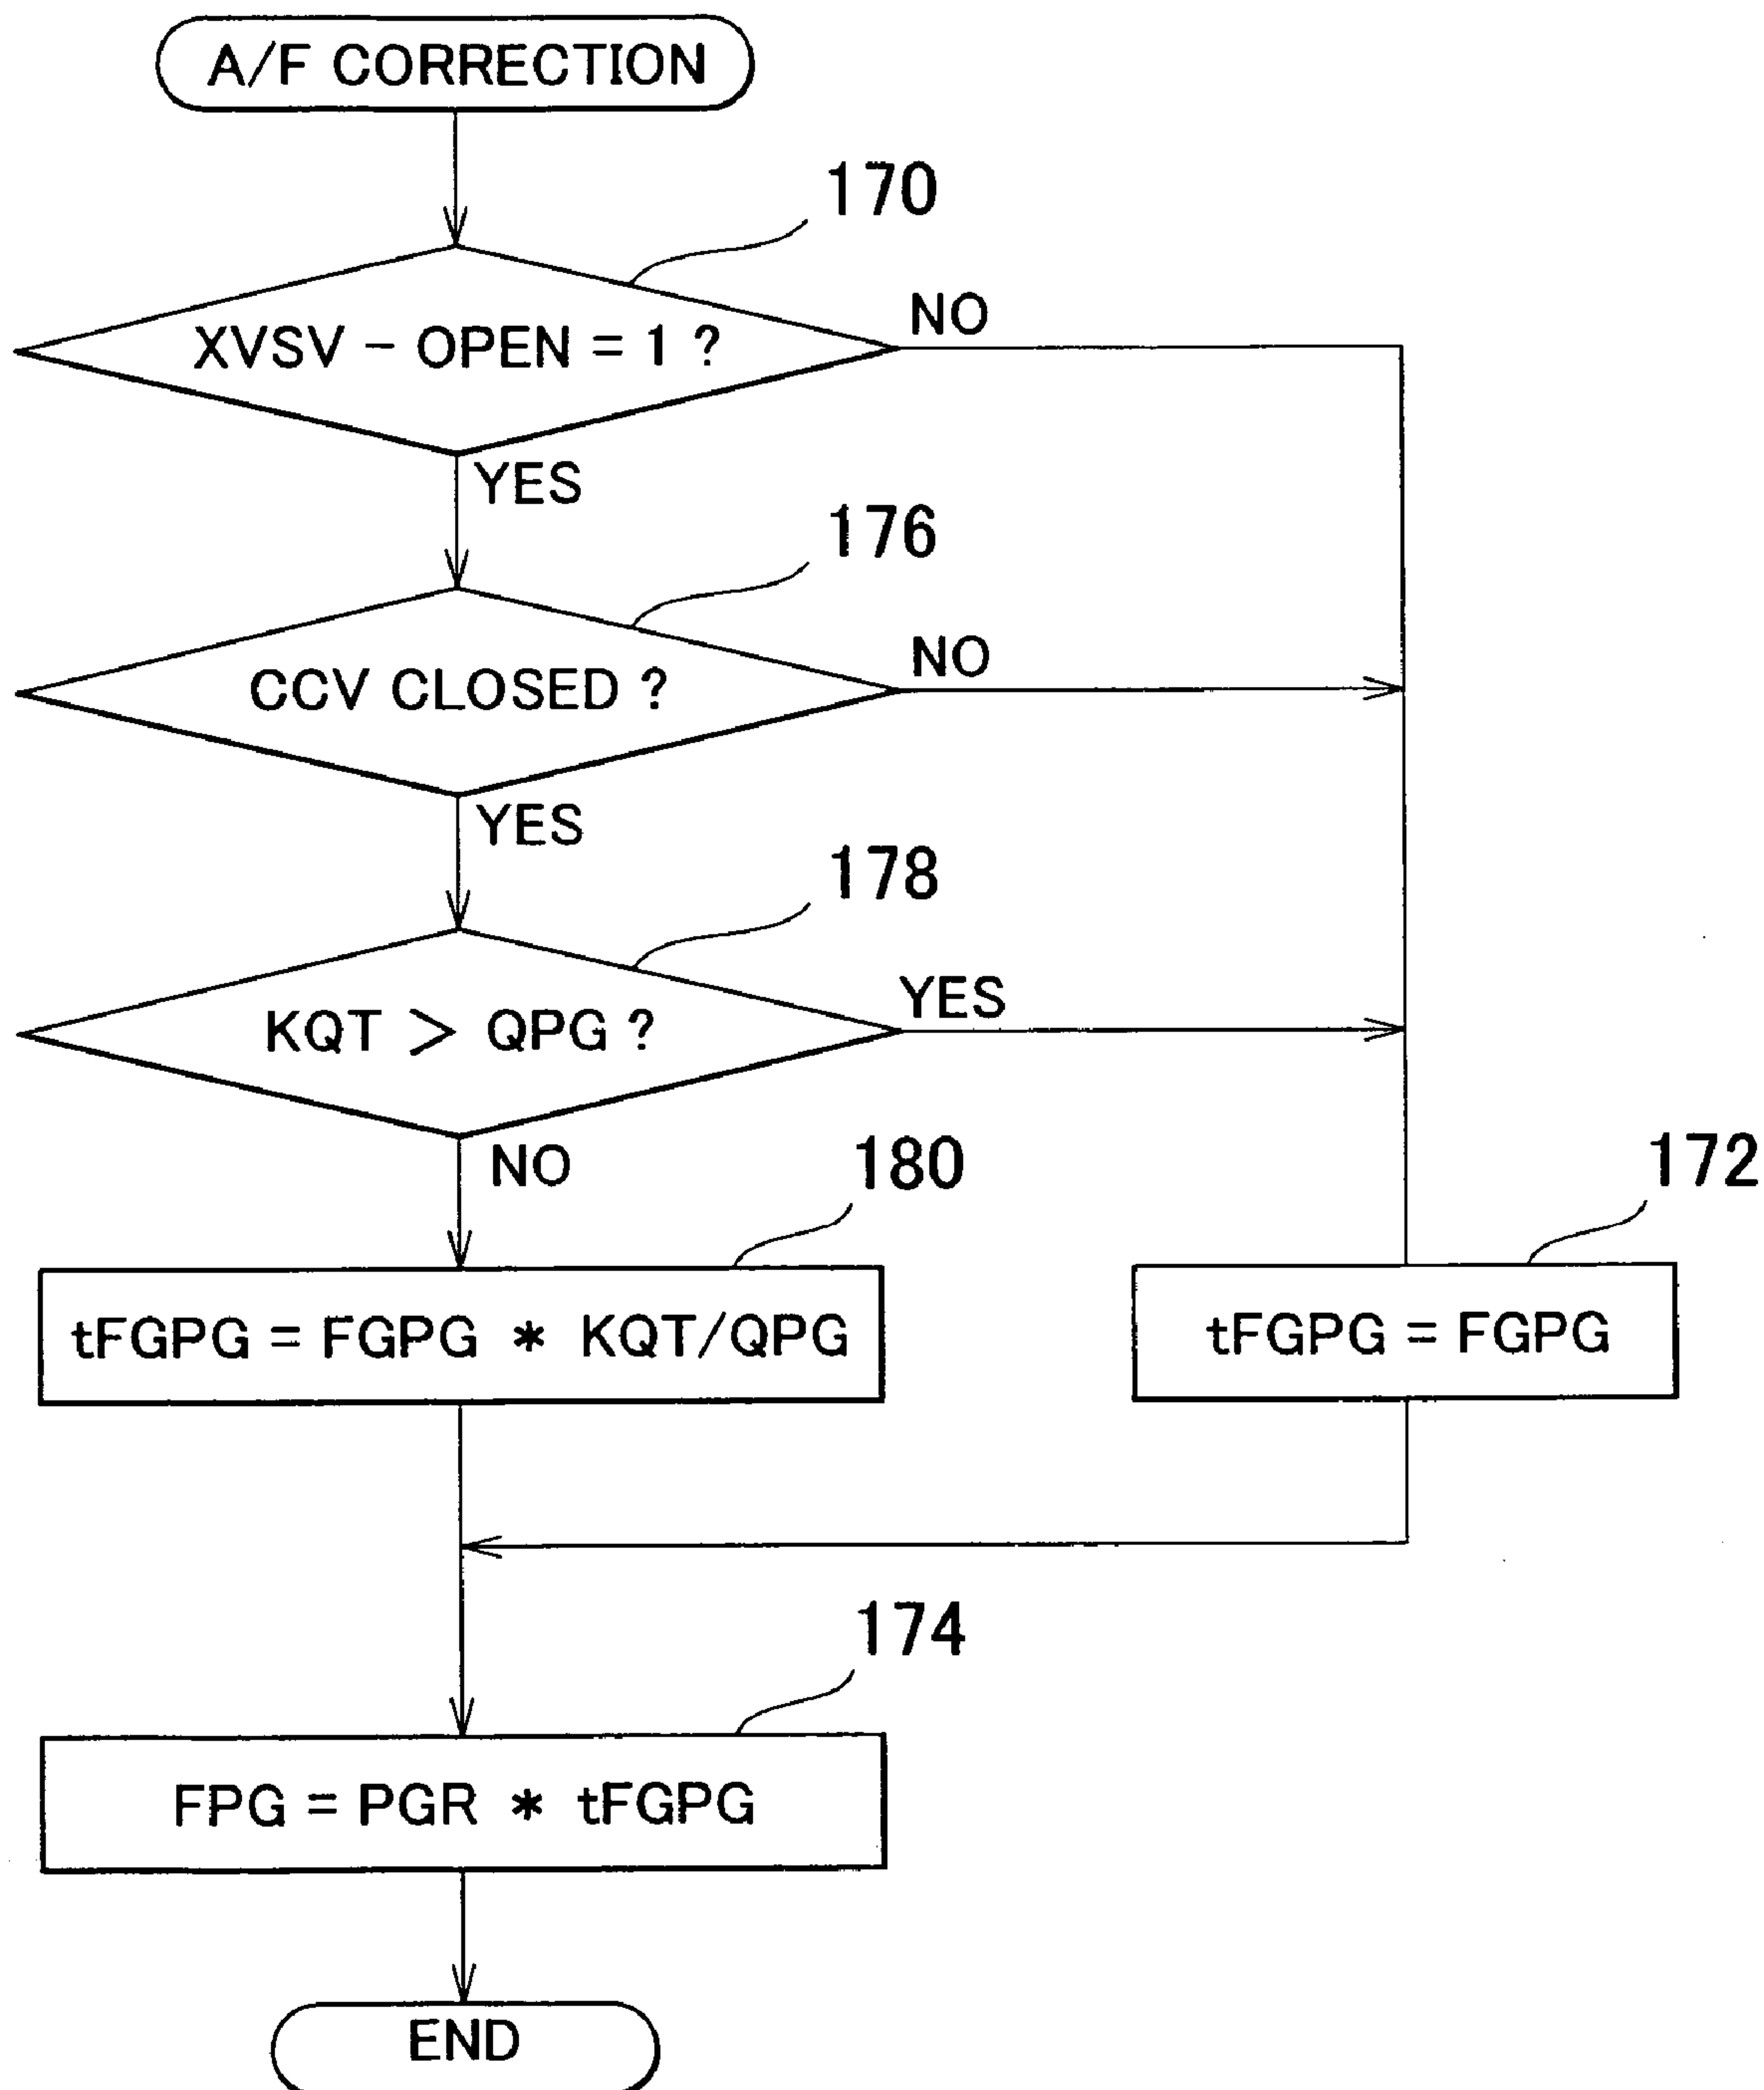 A/F CORRECTION
170
XVSV - OPEN = 1 ?
NO
YES
176
CCV CLOSED ?
NO
YES
178
KQT > QPG ?
YES
NO
180
172
tFGPG = FGPG * KQT/QPG
tFGPG = FGPG
174
FPG = PGR * tFGPG
END